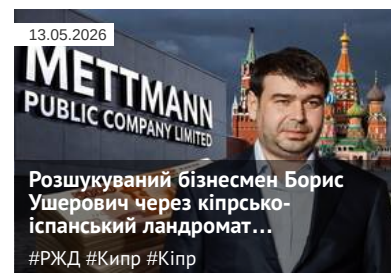 13.05.2026
METTMANN
PUBLIC COMPANY LIMITED
Розшукуваний бізнесмен Борис
Ушерович через кіпрсько-
іспанський ландромат...
#РЖД #Кипр #Кіпр